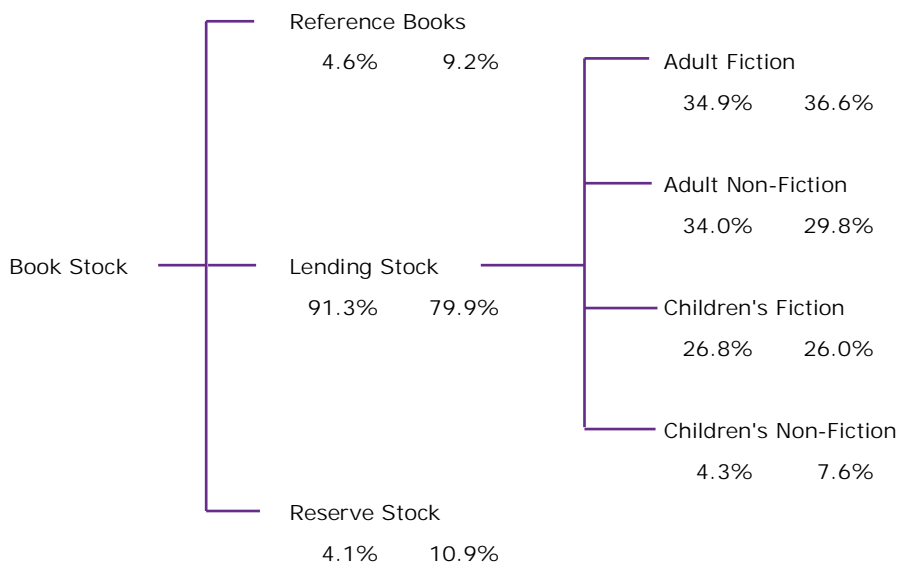 Reference Books
4.6% 9.2%
Adult Fiction
34.9% 36.6%
Adult Non-Fiction
34.0% 29.8%
Book Stock
Lending Stock
91.3% 79.9%
Children's Fiction
26.8% 26.0%
Children's Non-Fiction
4.3% 7.6%
Reserve Stock
4.1% 10.9%